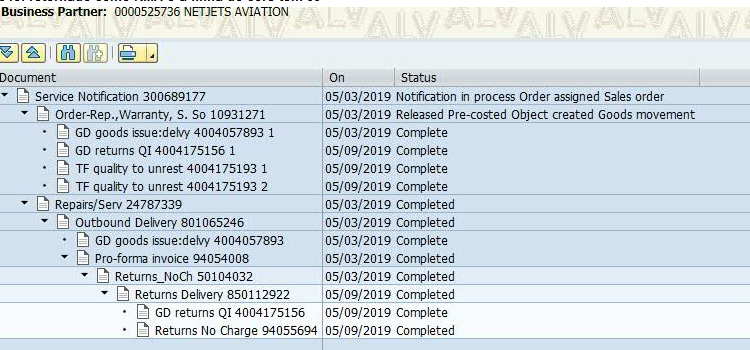 Business Partner: 0000525736 NETJETS AVIATION
Document On Status
Service Notification 300689177 05/03/2019 Notification in process Order assigned Sales order
Order-Rep.,Warranty, S. So 10931271 05/03/2019 Released Pre-costed Object created Goods movement
GD goods issue:delvy 4004057893 1 05/03/2019 Complete
GD returns QI 4004175156 1 05/09/2019 Complete
TF quality to unrest 4004175193 1 05/09/2019 Complete
TF quality to unrest 4004175193 2 05/09/2019 Complete
Repairs/Serv 24787339 05/03/2019 Completed
Outbound Delivery 801065246 05/03/2019 Completed
GD goods issue:delvy 4004057893 05/03/2019 Complete
Pro-forma invoice 94054008 05/03/2019 Completed
Returns_NoCh 50104032 05/03/2019 Completed
Returns Delivery 850112922 05/09/2019 Completed
GD returns QI 4004175156 05/09/2019 Complete
Returns No Charge 94055694 05/09/2019 Completed